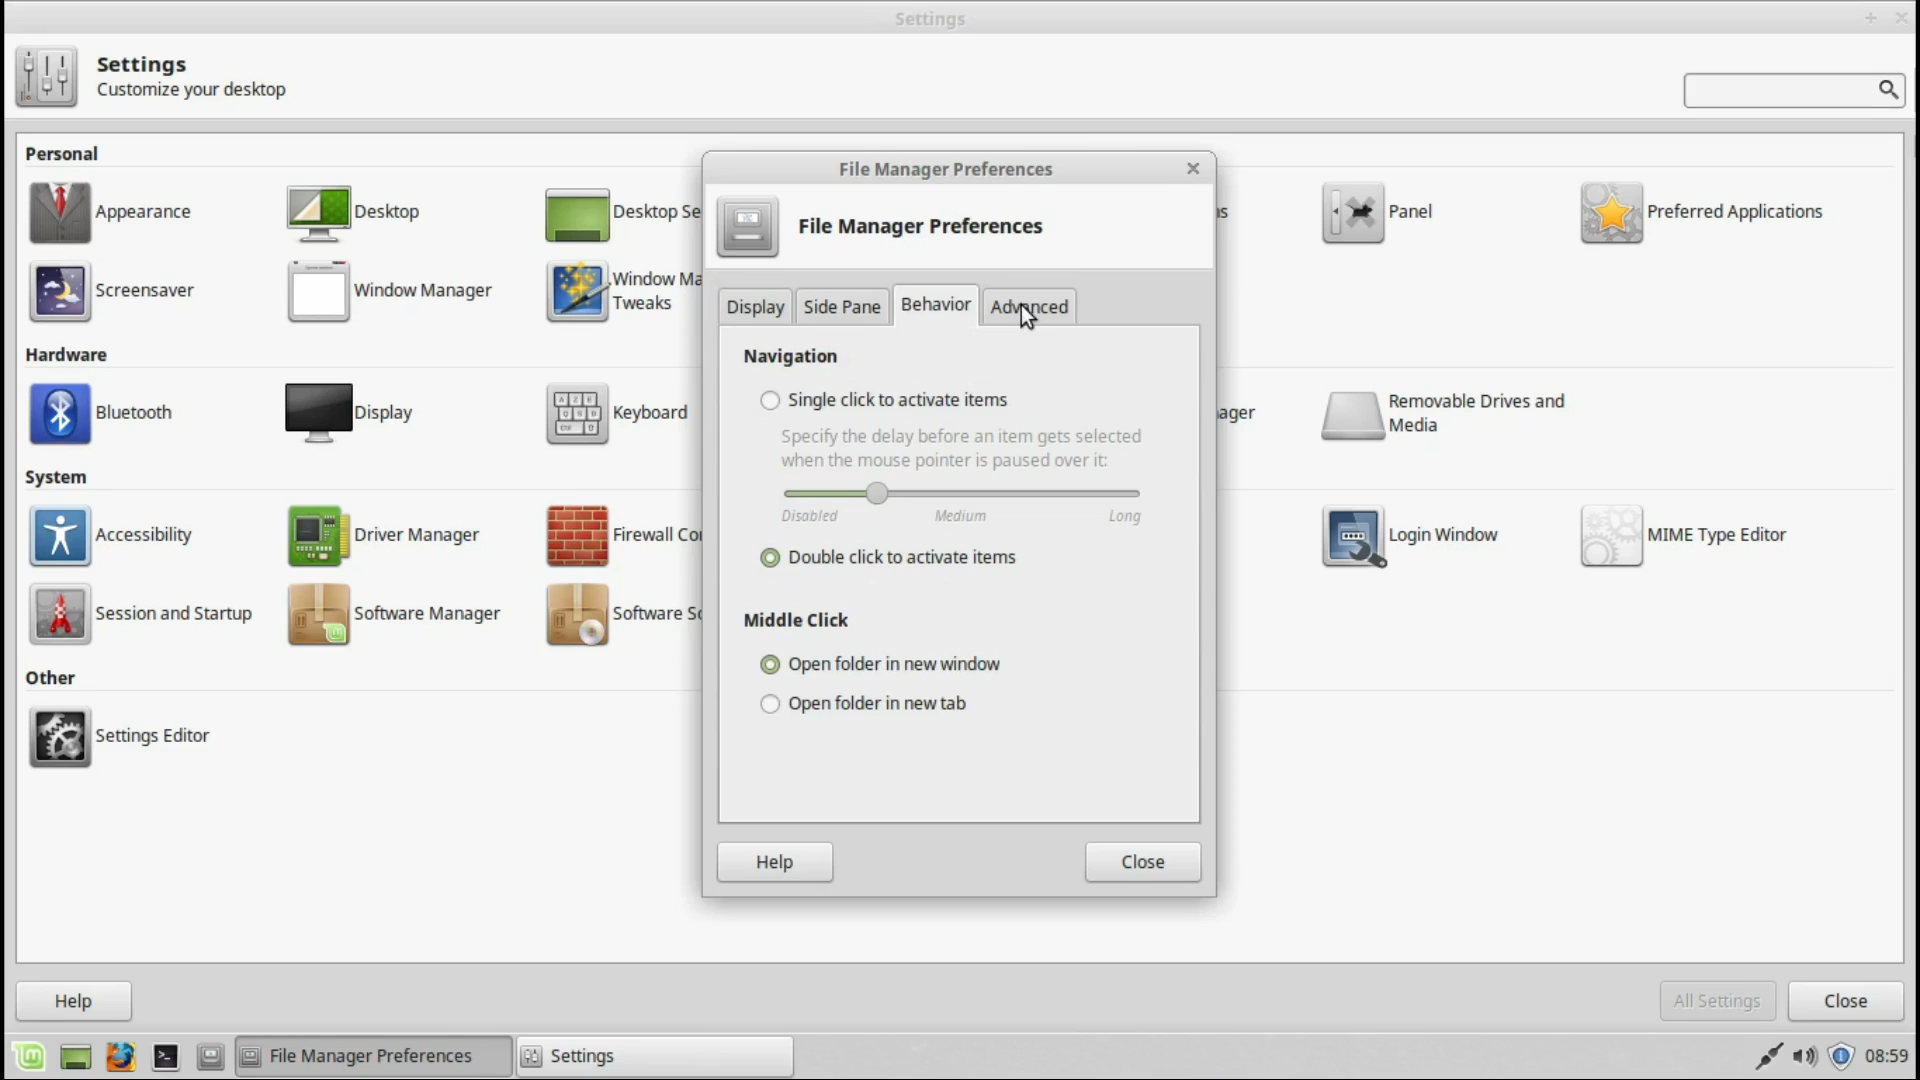 Settings
Settings
Customize your desktop
Personal
Appearance
Desktop
Desktop Se
Panel
Preferred Applications
Screensaver
Window Manager
Window Ma
Tweaks
Hardware
Bluetooth
Display
Keyboard
ager
Removable Drives and
Media
System
Accessibility
Driver Manager
Firewall Co
Login Window
MIME Type Editor
Session and Startup
Software Manager
Software So
Other
Settings Editor
File Manager Preferences
File Manager Preferences
Display
Side Pane
Behavior
Advanced
Navigation
Single click to activate items
Specify the delay before an item gets selected
when the mouse pointer is paused over it:
Disabled
Medium
Long
Double click to activate items
Middle Click
Open folder in new window
Open folder in new tab
Help
Close
Help
All Settings
Close
File Manager Preferences
Settings
08:59